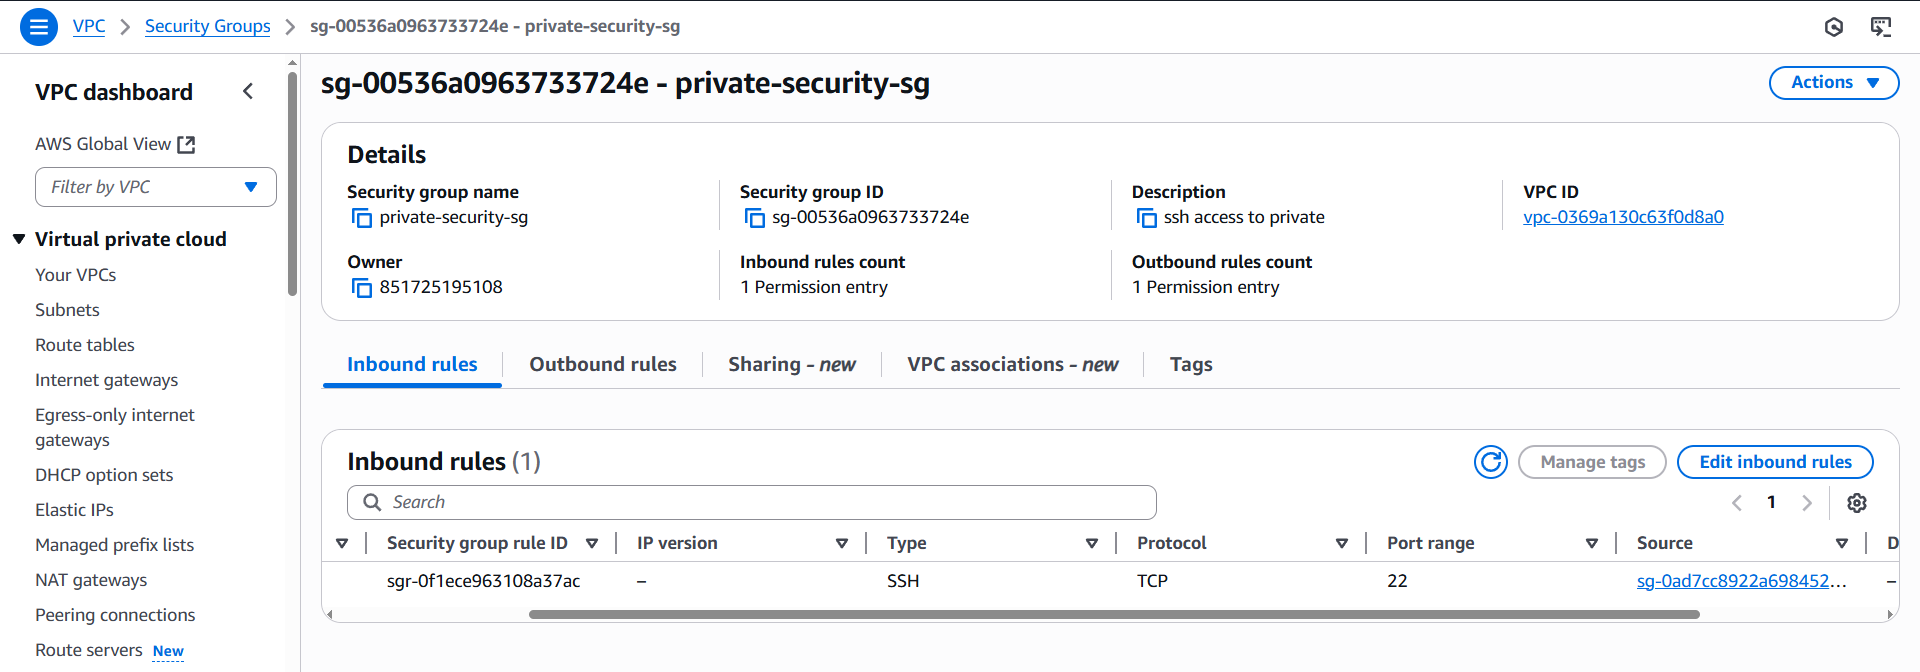 VPC > Security Groups > sg-00536a0963733724e - private-security-sg
VPC dashboard
AWS Global View
Filter by VPC
Virtual private cloud
Your VPCs
Subnets
Route tables
Internet gateways
Egress-only internet
gateways
DHCP option sets
Elastic IPs
Managed prefix lists
NAT gateways
Peering connections
Route servers New
sg-00536a0963733724e - private-security-sg
Actions
Details
Security group name
private-security-sg
Security group ID
sg-00536a0963733724e
Description
ssh access to private
VPC ID
vpc-0369a130c63f0d8a0
Owner
851725195108
Inbound rules count
1 Permission entry
Outbound rules count
1 Permission entry
Inbound rules Outbound rules Sharing - new VPC associations - new Tags
Inbound rules (1)
Manage tags
Edit inbound rules
Search
1
Security group rule ID IP version Type Protocol Port range Source D
sgr-0f1ece963108a37ac – SSH TCP 22 sg-0ad7cc8922a698452... –